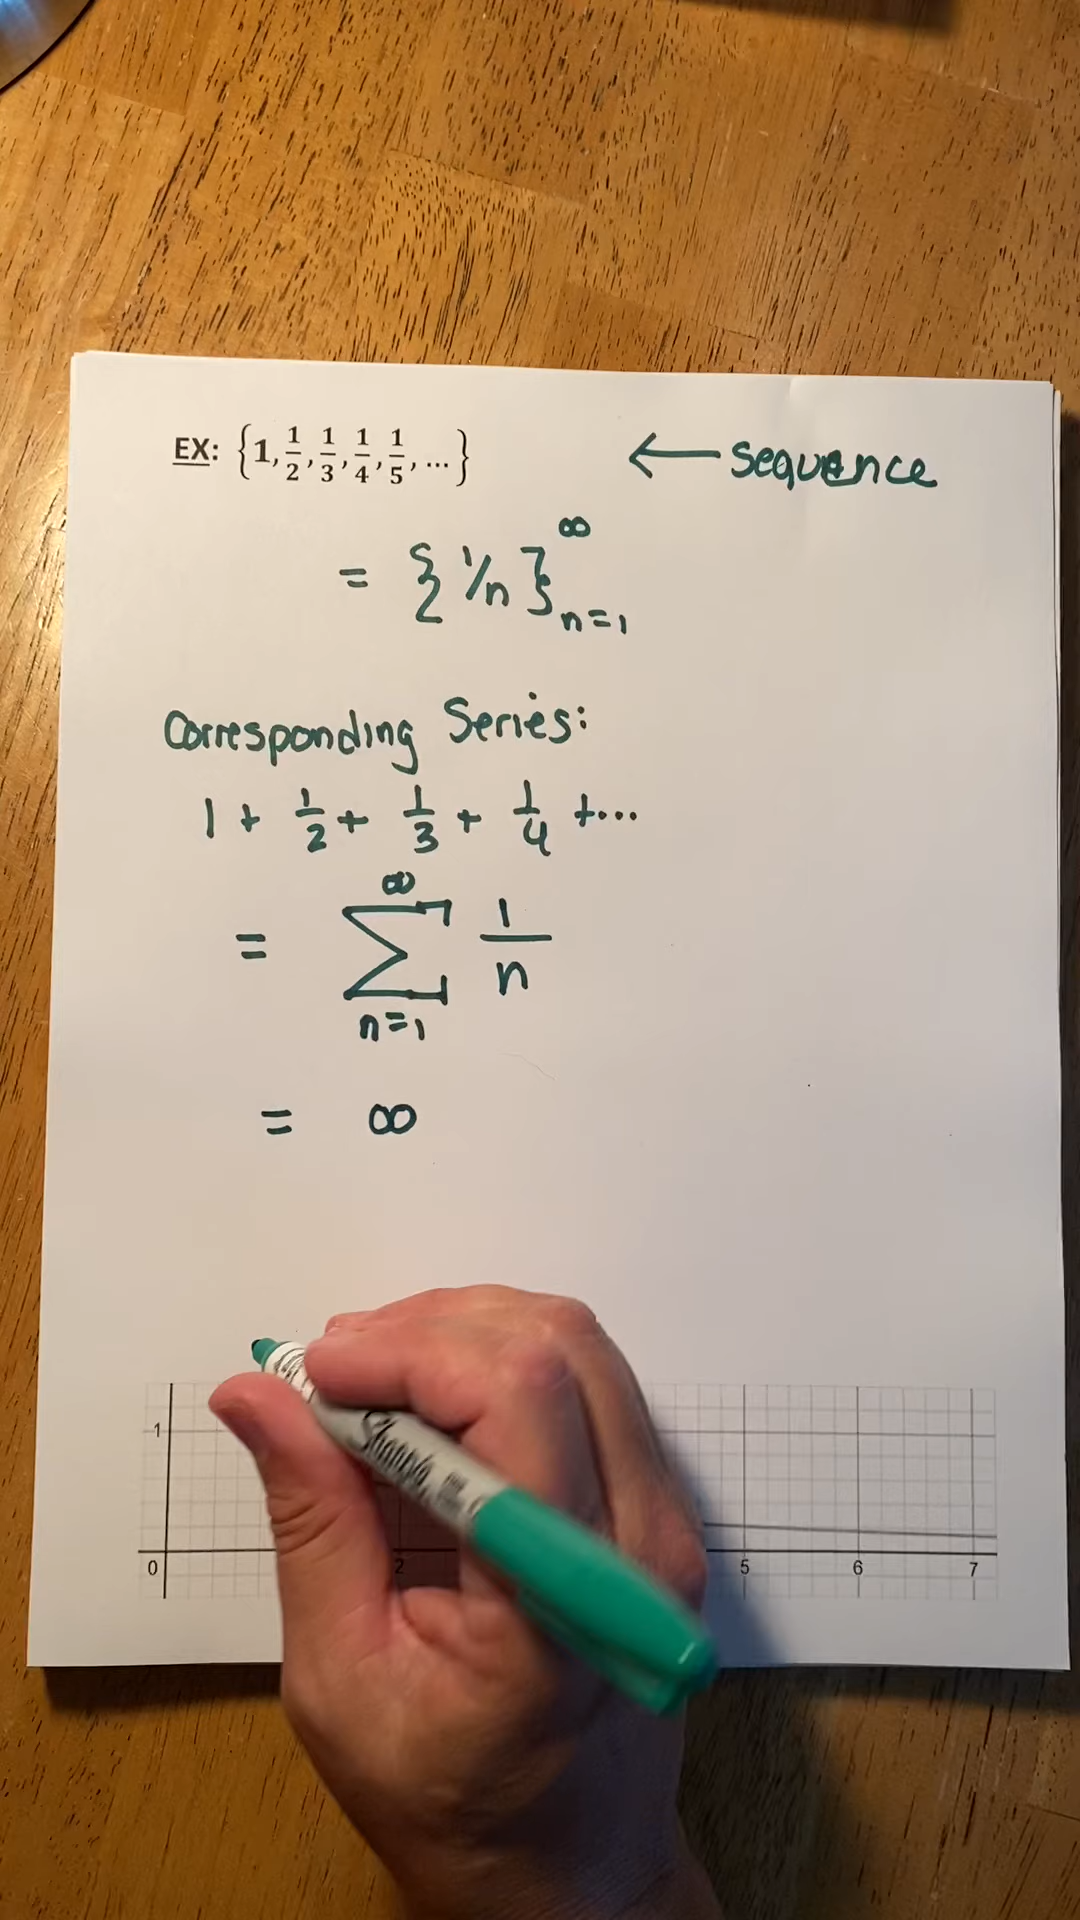 EX: {1, 1/2, 1/3, 1/4, 1/5, ...} ← sequence
= {1/n}_{n=1}^{∞}
Corresponding Series:
1 + 1/2 + 1/3 + 1/4 + ...
= ∑_{n=1}^{∞} 1/n
= ∞
Sharpie
1
0 2 5 6 7